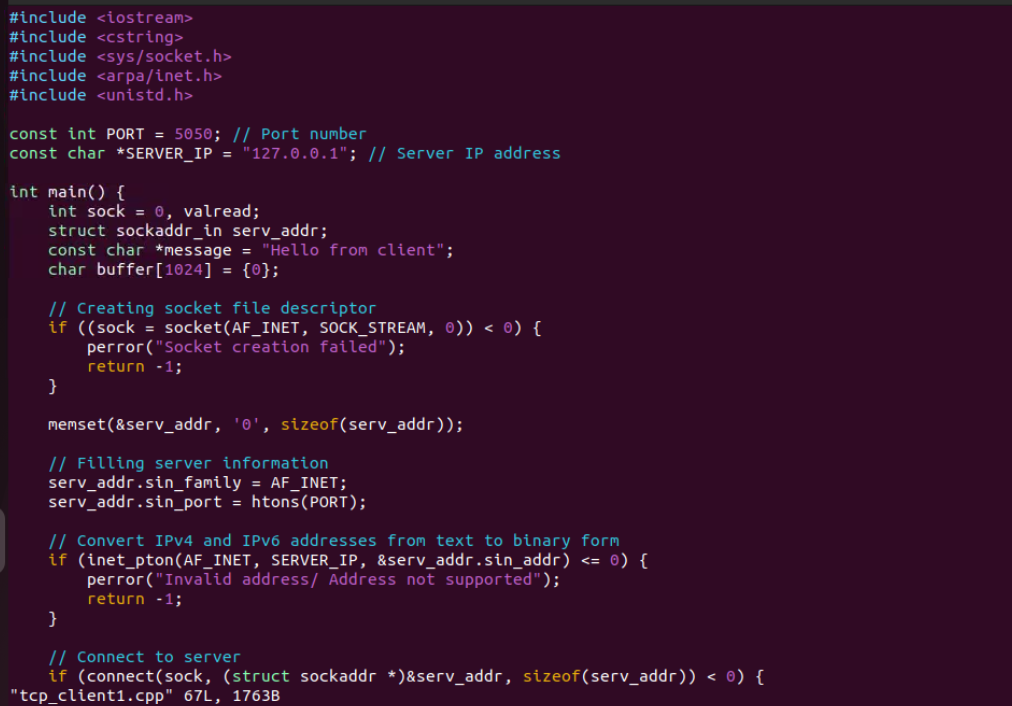 #include <iostream>
#include <cstring>
#include <sys/socket.h>
#include <arpa/inet.h>
#include <unistd.h>

const int PORT = 5050; // Port number
const char *SERVER_IP = "127.0.0.1"; // Server IP address

int main() {
    int sock = 0, valread;
    struct sockaddr_in serv_addr;
    const char *message = "Hello from client";
    char buffer[1024] = {0};

    // Creating socket file descriptor
    if ((sock = socket(AF_INET, SOCK_STREAM, 0)) < 0) {
        perror("Socket creation failed");
        return -1;
    }

    memset(&serv_addr, '0', sizeof(serv_addr));

    // Filling server information
    serv_addr.sin_family = AF_INET;
    serv_addr.sin_port = htons(PORT);

    // Convert IPv4 and IPv6 addresses from text to binary form
    if (inet_pton(AF_INET, SERVER_IP, &serv_addr.sin_addr) <= 0) {
        perror("Invalid address/ Address not supported");
        return -1;
    }

    // Connect to server
    if (connect(sock, (struct sockaddr *)&serv_addr, sizeof(serv_addr)) < 0) {
"tcp_client1.cpp" 67L, 1763B